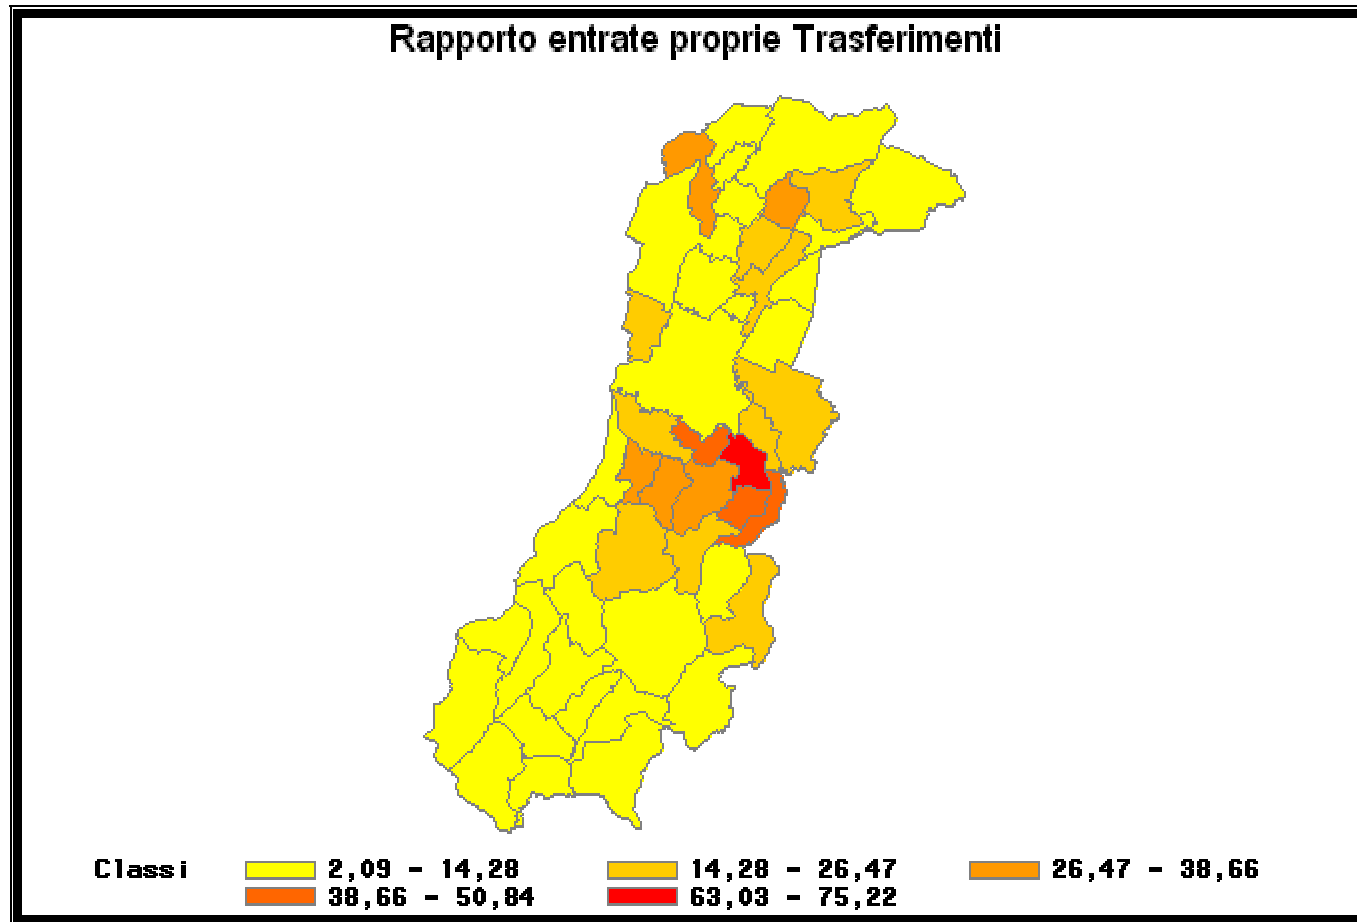 Rapporto entrate proprie Trasferimenti
Classi 2,09 - 14,28 14,28 - 26,47 26,47 - 38,66
38,66 - 50,84 63,03 - 75,22